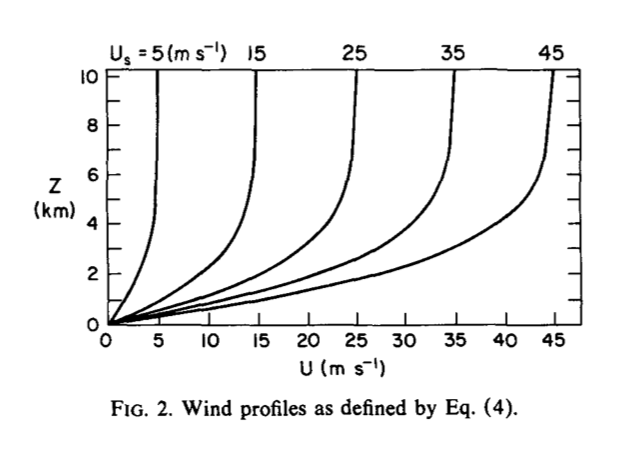 Uₛ = 5 (m s⁻¹) 15 25 35 45
10
8
6
Z
(km)
4
2
0
0 5 10 15 20 25 30 35 40 45
U (m s⁻¹)
FIG. 2. Wind profiles as defined by Eq. (4).